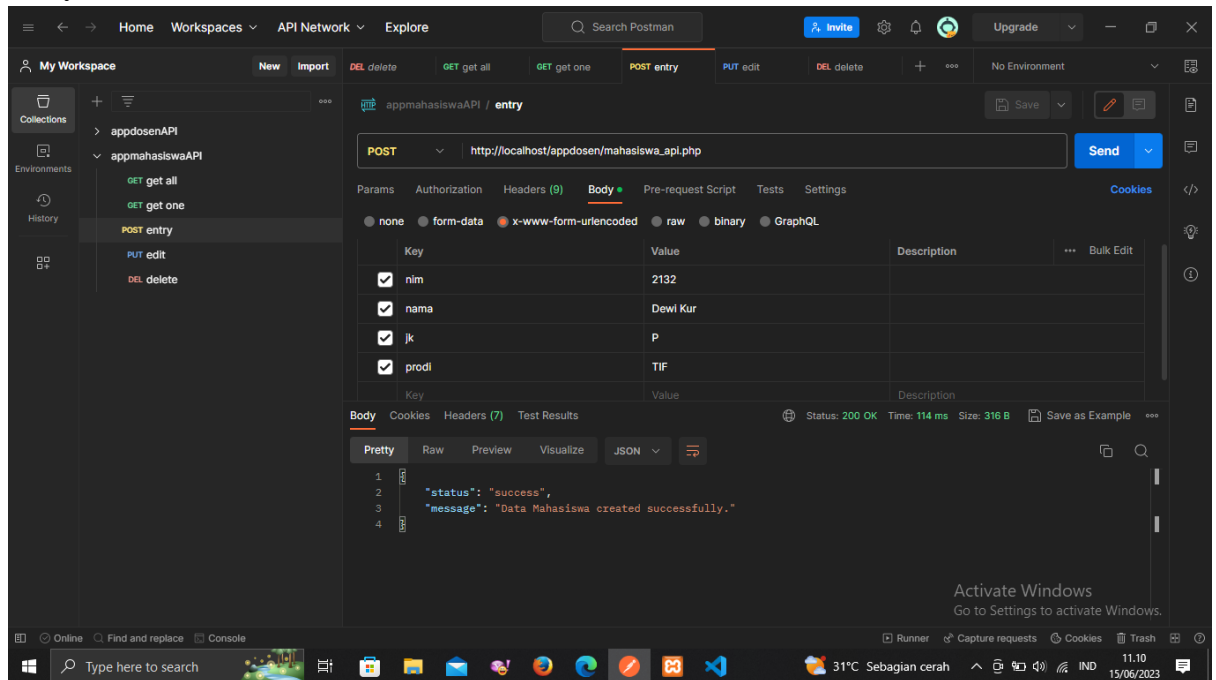 Home Workspaces API Network Explore Search Postman Invite Upgrade
My Workspace New Import DEL delete GET get all GET get one POST entry PUT edit DEL delete No Environment
Collections
Environments
History
appdosenAPI
appmahasiswaAPI
GET get all
GET get one
POST entry
PUT edit
DEL delete
HTTP appmahasiswaAPI / entry Save
POST http://localhost/appdosen/mahasiswa_api.php Send
Params Authorization Headers (9) Body Pre-request Script Tests Settings Cookies
none form-data x-www-form-urlencoded raw binary GraphQL
Key Value Description Bulk Edit
nim 2132
nama Dewi Kur
jk P
prodi TIF
Key Value Description
Body Cookies Headers (7) Test Results Status: 200 OK Time: 114 ms Size: 316 B Save as Example
Pretty Raw Preview Visualize JSON
1 {
2 "status": "success",
3 "message": "Data Mahasiswa created successfully."
4 }
Activate Windows
Go to Settings to activate Windows.
Online Find and replace Console Runner Capture requests Cookies Trash
Type here to search 31°C Sebagian cerah IND 11.10
15/06/2023